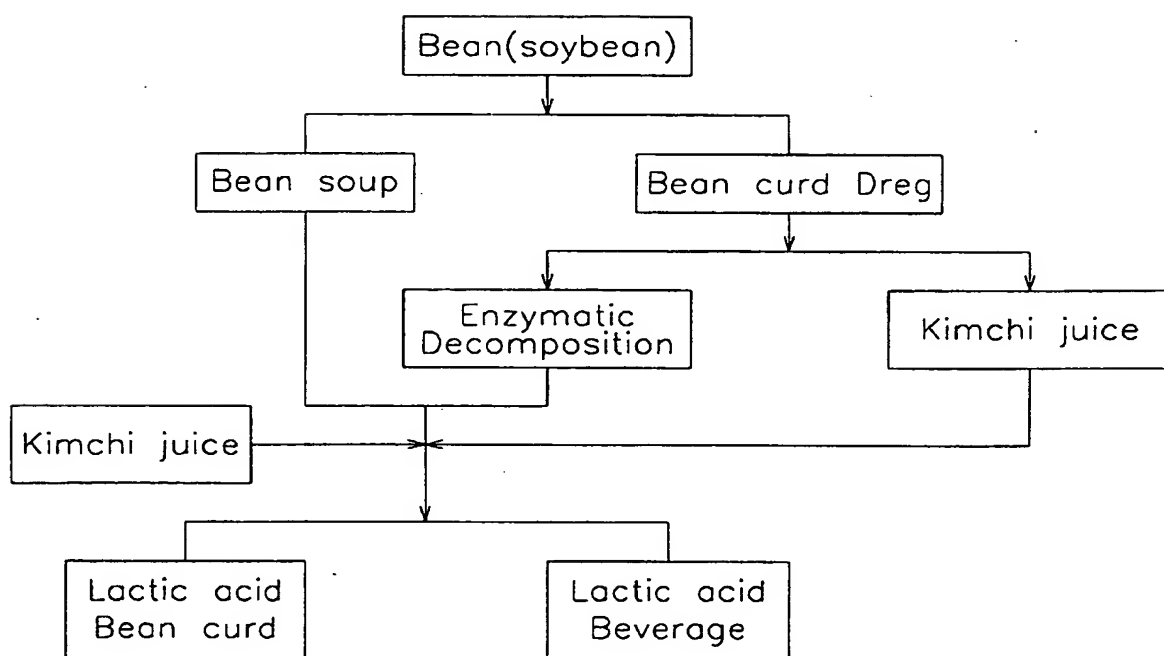 Bean(soybean)
Bean soup
Bean curd Dreg
Enzymatic
Decomposition
Kimchi juice
Kimchi juice
Lactic acid
Bean curd
Lactic acid
Beverage